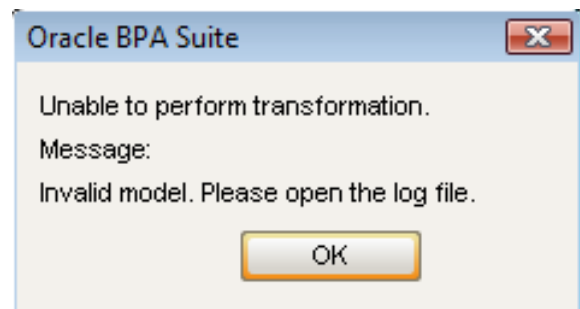 Oracle BPA Suite
Unable to perform transformation.
Message:
Invalid model. Please open the log file.
OK